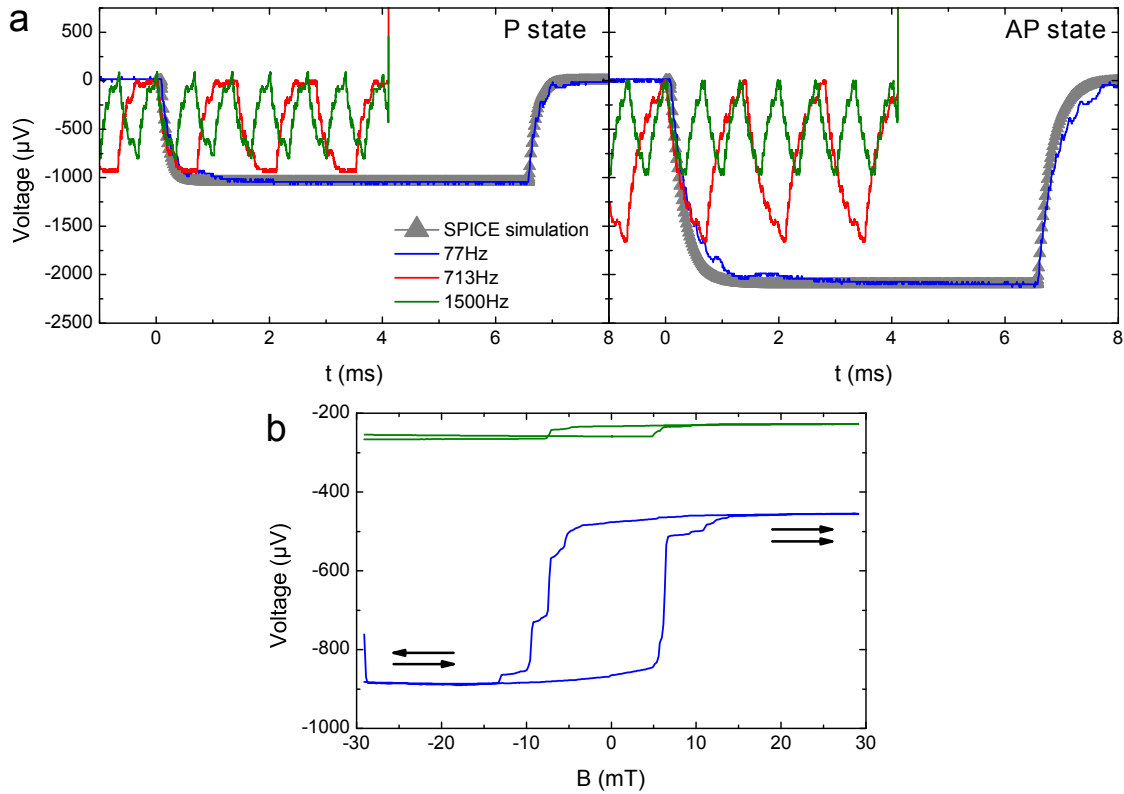 a
P state
AP state
500
0
-500
-1000
-1500
-2000
-2500
Voltage (µV)
SPICE simulation
77Hz
713Hz
1500Hz
0 2 4 6 8
0 2 4 6 8
t (ms)
t (ms)
b
-200
-400
-600
-800
-1000
Voltage (µV)
-30 -20 -10 0 10 20 30
B (mT)